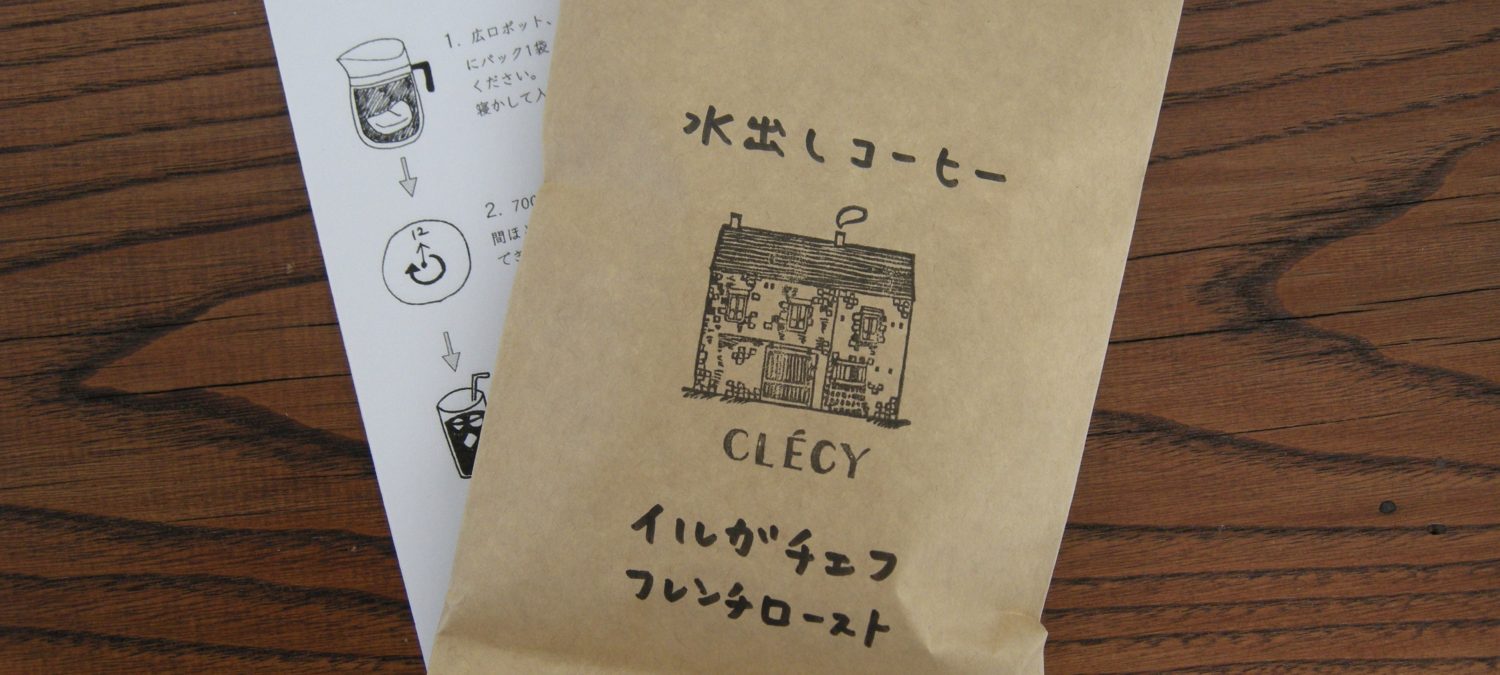 1. 広口ポット、
にパック1袋
ください。
寝かして入
12
2. 700
間ほど
でき
水出しコーヒー
CLÉCY
イルガチェフ
フレンチロースト